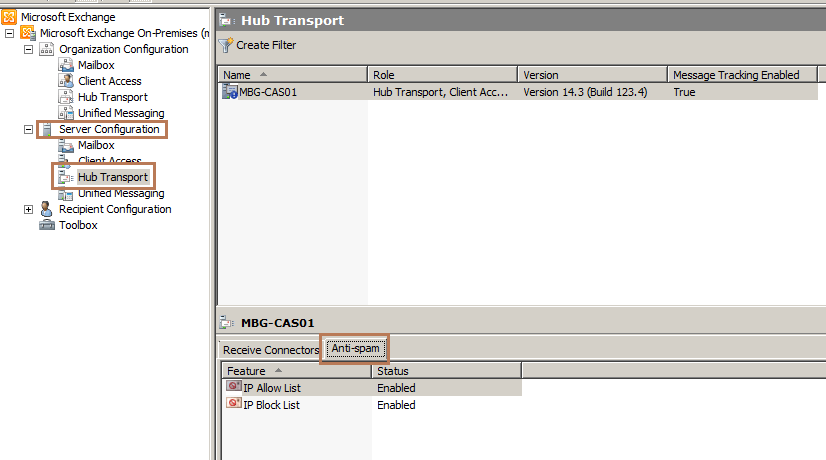 Microsoft Exchange
Microsoft Exchange On-Premises (m
Organization Configuration
Mailbox
Client Access
Hub Transport
Unified Messaging
Server Configuration
Mailbox
Client Access
Hub Transport
Unified Messaging
Recipient Configuration
Toolbox
Hub Transport
Create Filter
Name Role Version Message Tracking Enabled
MBG-CAS01 Hub Transport, Client Acc... Version 14.3 (Build 123.4) True
MBG-CAS01
Receive Connectors Anti-spam
Feature Status
IP Allow List Enabled
IP Block List Enabled